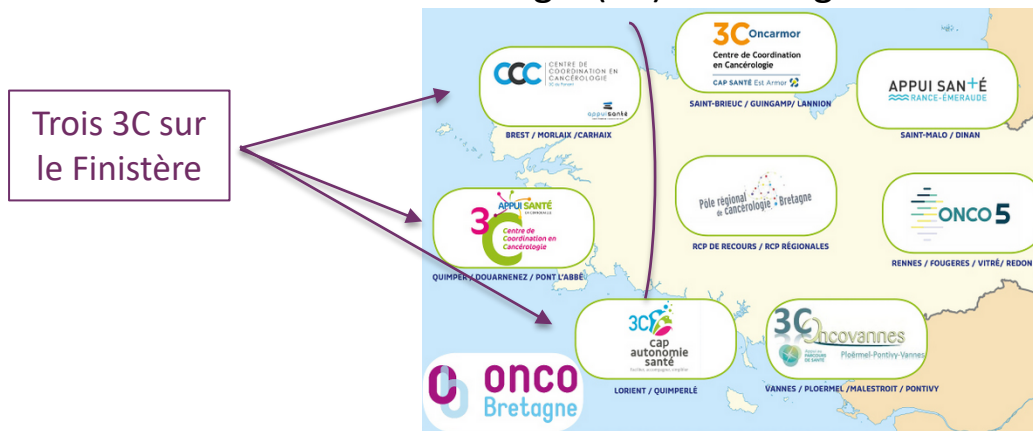 Trois 3C sur
le Finistère
CCC
CENTRE DE
COORDINATION EN
CANCÉROLOGIE
appui santé
BREST / MORLAIX /CARHAIX
3C Oncarmor
Centre de Coordination
en Cancérologie
CAP SANTÉ Est Armor
SAINT-BRIEUC / GUINGAMP/ LANNION
APPUI SANTÉ
RANCE-ÉMERAUDE
SAINT-MALO / DINAN
APPUI SANTÉ
3C
Centre de
Coordination en
Cancérologie
QUIMPER / DOUARNENEZ / PONT L'ABBÉ
Pôle régional
de cancérologie Bretagne
RCP DE RECOURS / RCP RÉGIONALES
ONCO 5
RENNES / FOUGERES / VITRÉ/ REDON
3C
cap
autonomie
santé
LORIENT / QUIMPERLÉ
3C Oncovannes
Ploërmel-Pontivy-Vannes
VANNES / PLOERMEL /MALESTROIT / PONTIVY
onco
Bretagne